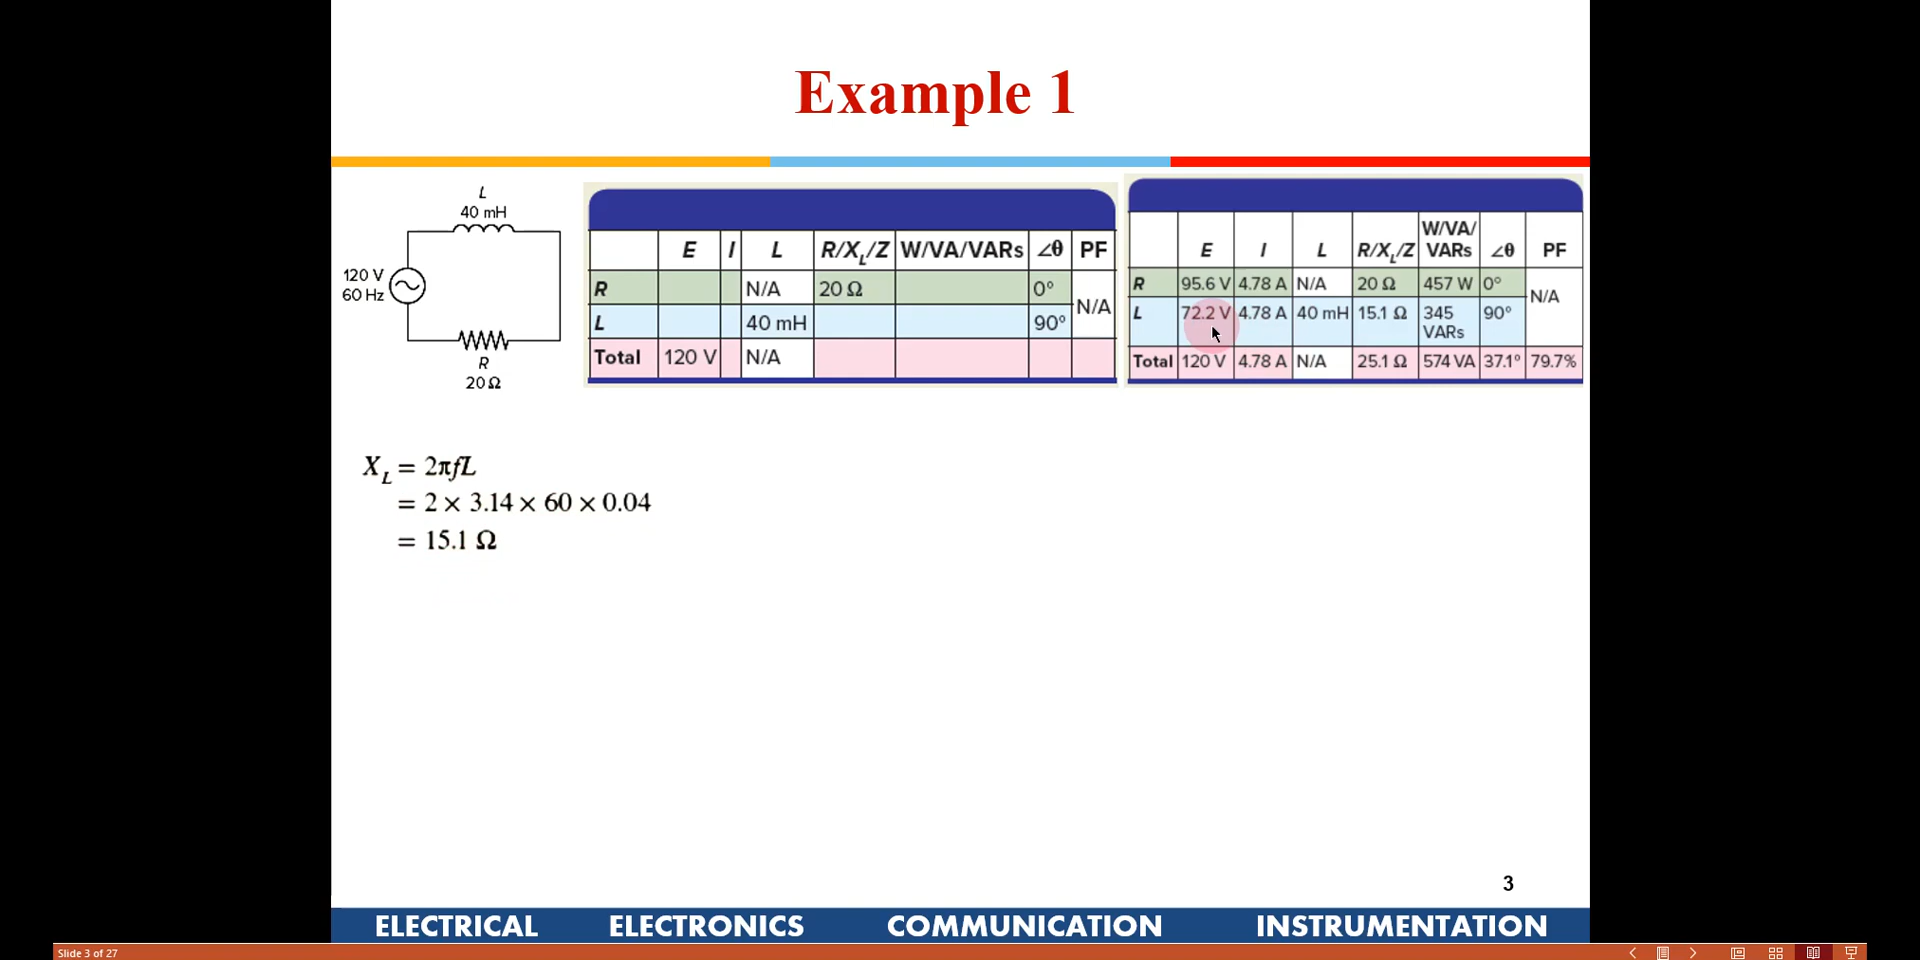 Example 1
L
40 mH
120 V
60 Hz
R
20 Ω
E I L R/X_L/Z W/VA/VARs ∠θ PF
R N/A 20 Ω 0° N/A
L 40 mH 90°
Total 120 V N/A
E I L R/X_L/Z W/VA/VARs ∠θ PF
R 95.6 V 4.78 A N/A 20 Ω 457 W 0° N/A
L 72.2 V 4.78 A 40 mH 15.1 Ω 345 VARs 90°
Total 120 V 4.78 A N/A 25.1 Ω 574 VA 37.1° 79.7%
X_L = 2πfL
= 2 × 3.14 × 60 × 0.04
= 15.1 Ω
3
ELECTRICAL ELECTRONICS COMMUNICATION INSTRUMENTATION
Slide 3 of 27